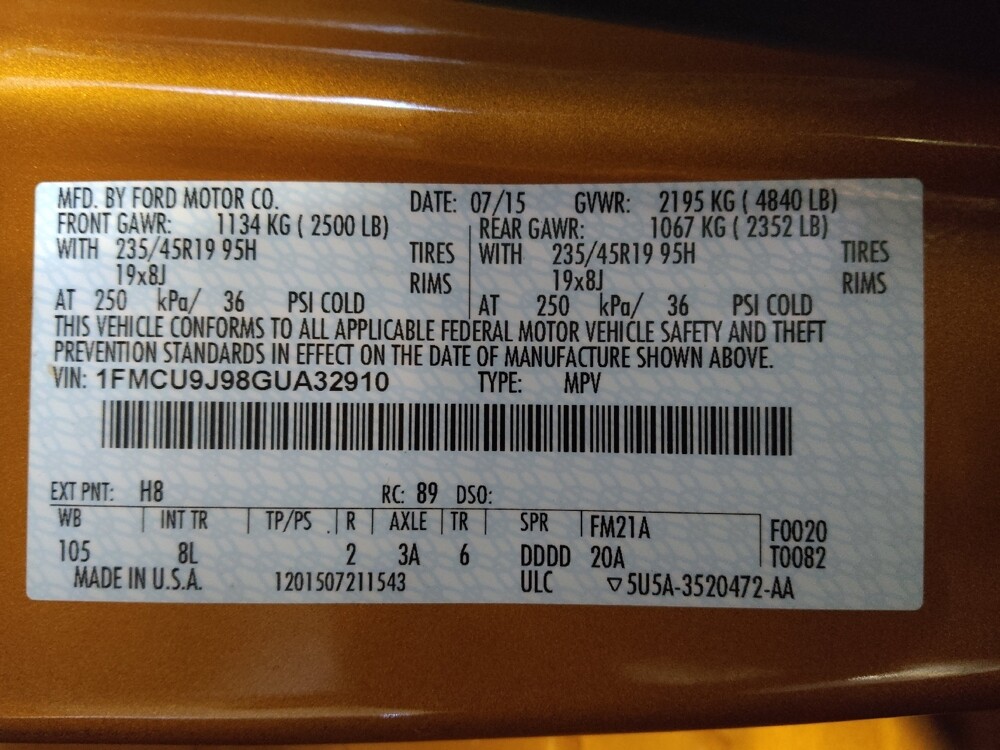 MFD. BY FORD MOTOR CO. DATE: 07/15 GVWR: 2195 KG ( 4840 LB)
FRONT GAWR: 1134 KG ( 2500 LB) REAR GAWR: 1067 KG ( 2352 LB)
WITH 235/45R19 95H TIRES WITH 235/45R19 95H TIRES
19x8J RIMS 19x8J RIMS
AT 250 kPa/ 36 PSI COLD AT 250 kPa/ 36 PSI COLD
THIS VEHICLE CONFORMS TO ALL APPLICABLE FEDERAL MOTOR VEHICLE SAFETY AND THEFT
PREVENTION STANDARDS IN EFFECT ON THE DATE OF MANUFACTURE SHOWN ABOVE.
VIN: 1FMCU9J98GUA32910 TYPE: MPV
EXT PNT: H8 RC: 89 DSO:
WB INT TR TP/PS R AXLE TR SPR FM21A F0020
105 8L 2 3A 6 DDDD 20A T0082
MADE IN U.S.A. 1201507211543 ULC ▽5U5A-3520472-AA